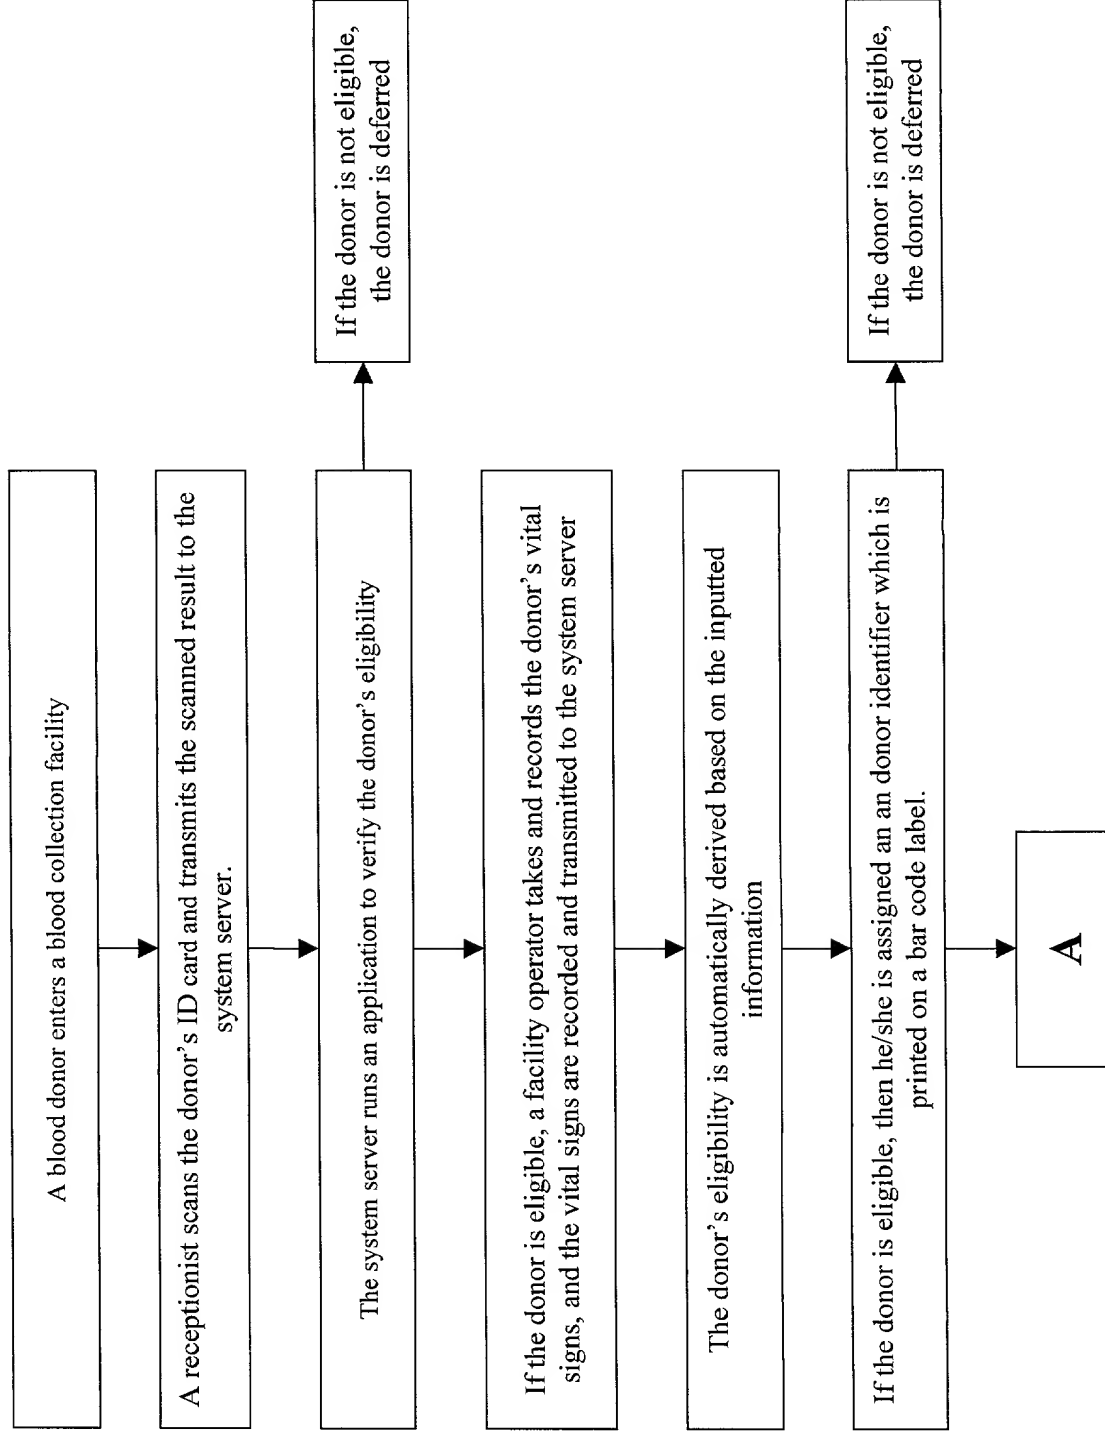 A blood donor enters a blood collection facility
A receptionist scans the donor's ID card and transmits the scanned result to the
system server.
The system server runs an application to verify the donor's eligibility
If the donor is not eligible,
the donor is deferred
If the donor is eligible, a facility operator takes and records the donor's vital
signs, and the vital signs are recorded and transmitted to the system server
The donor's eligibility is automatically derived based on the inputted
information
If the donor is eligible, then he/she is assigned an an donor identifier which is
printed on a bar code label.
If the donor is not eligible,
the donor is deferred
A